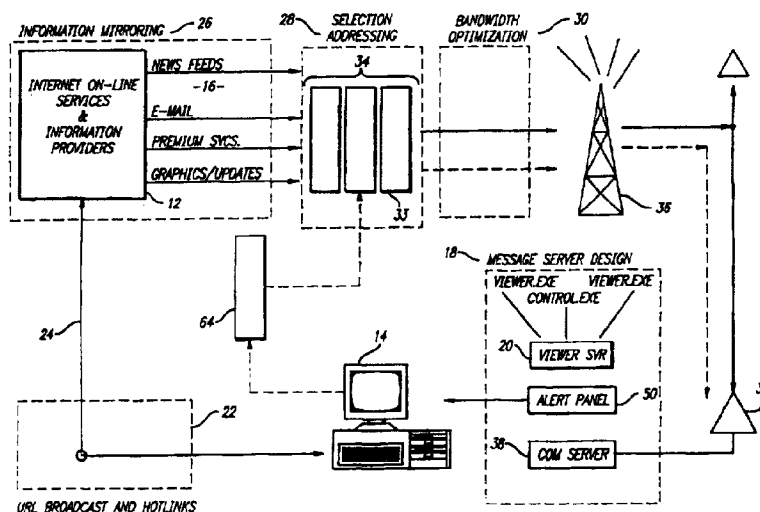 INFORMATION MIRRORING
26
INTERNET ON-LINE
SERVICES
&
INFORMATION
PROVIDERS
NEWS FEEDS
-16-
E-MAIL
PREMIUM SVCS.
GRAPHICS/UPDATES
12
28
SELECTION
ADDRESSING
34
33
BANDWIDTH
OPTIMIZATION
30
36
24
64
14
22
URL BROADCAST AND HOTLINKS
18
MESSAGE SERVER DESIGN
VIEWER.EXE
VIEWER.EXE
CONTROL.EXE
20
VIEWER SVR
ALERT PANEL
50
38
COM SERVER